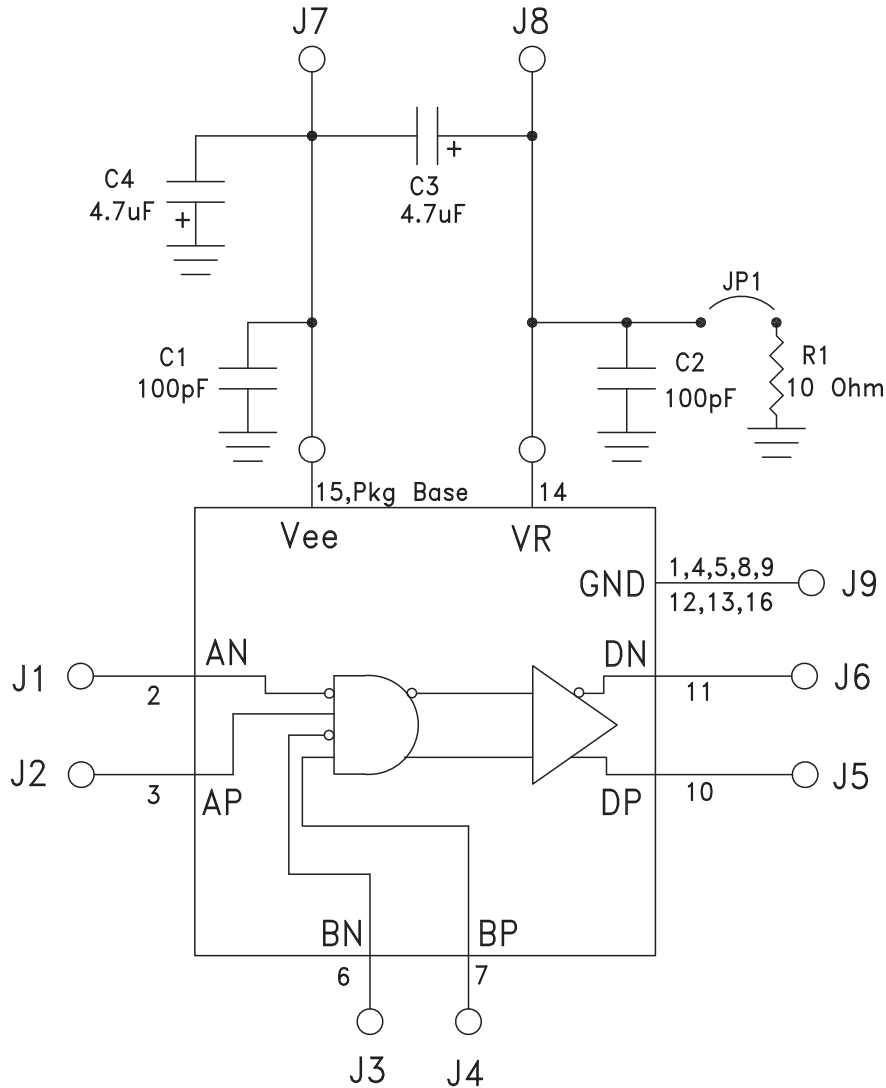 J7
J8
C4
4.7uF
+
+
C3
4.7uF
JP1
C1
100pF
C2
100pF
R1
10 Ohm
15,Pkg Base
14
Vee
VR
GND
1,4,5,8,9
12,13,16
J9
J1
2
AN
DN
11
J6
J2
3
AP
DP
10
J5
BN
BP
6
7
J3
J4